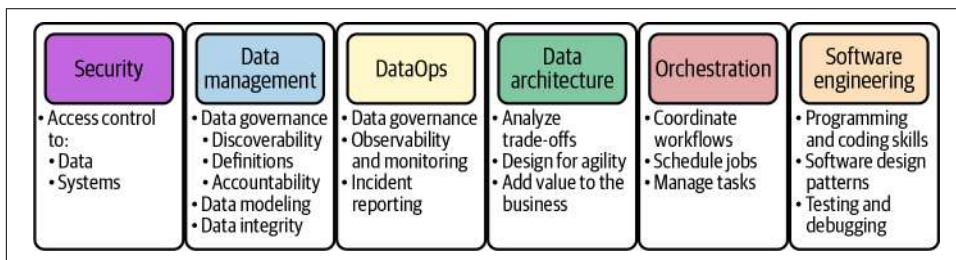 Security
• Access control
to:
• Data
• Systems
Data
management
• Data governance
• Discoverability
• Definitions
• Accountability
• Data modeling
• Data integrity
DataOps
• Data governance
• Observability
and monitoring
• Incident
reporting
Data
architecture
• Analyze
trade-offs
• Design for agility
• Add value to the
business
Orchestration
• Coordinate
workflows
• Schedule jobs
• Manage tasks
Software
engineering
• Programming
and coding skills
• Software design
patterns
• Testing and
debugging